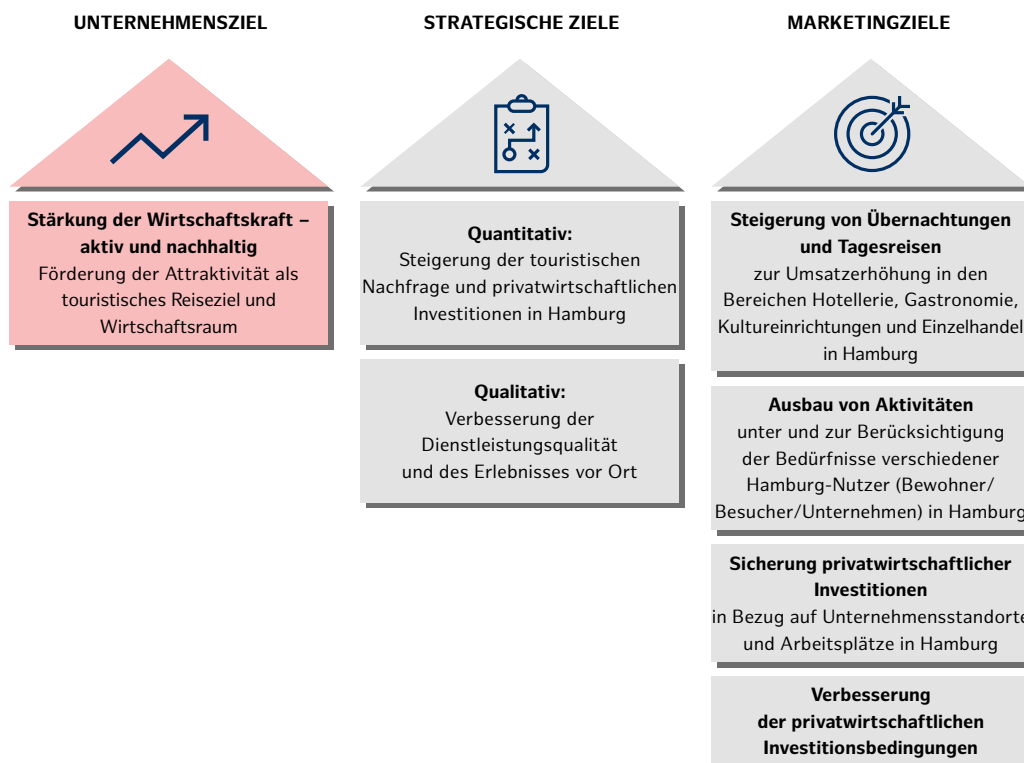 UNTERNEHMENSZIEL
Stärkung der Wirtschaftskraft –
aktiv und nachhaltig
Förderung der Attraktivität als
touristisches Reiseziel und
Wirtschaftsraum
STRATEGISCHE ZIELE
Quantitativ:
Steigerung der touristischen
Nachfrage und privatwirtschaftlichen
Investitionen in Hamburg
Qualitativ:
Verbesserung der
Dienstleistungsqualität
und des Erlebnisses vor Ort
MARKETINGZIELE
Steigerung von Übernachtungen
und Tagesreisen
zur Umsatzerhöhung in den
Bereichen Hotellerie, Gastronomie,
Kultureinrichtungen und Einzelhandel
in Hamburg
Ausbau von Aktivitäten
unter und zur Berücksichtigung
der Bedürfnisse verschiedener
Hamburg-Nutzer (Bewohner/
Besucher/Unternehmen) in Hamburg
Sicherung privatwirtschaftlicher
Investitionen
in Bezug auf Unternehmensstandorte
und Arbeitsplätze in Hamburg
Verbesserung
der privatwirtschaftlichen
Investitionsbedingungen